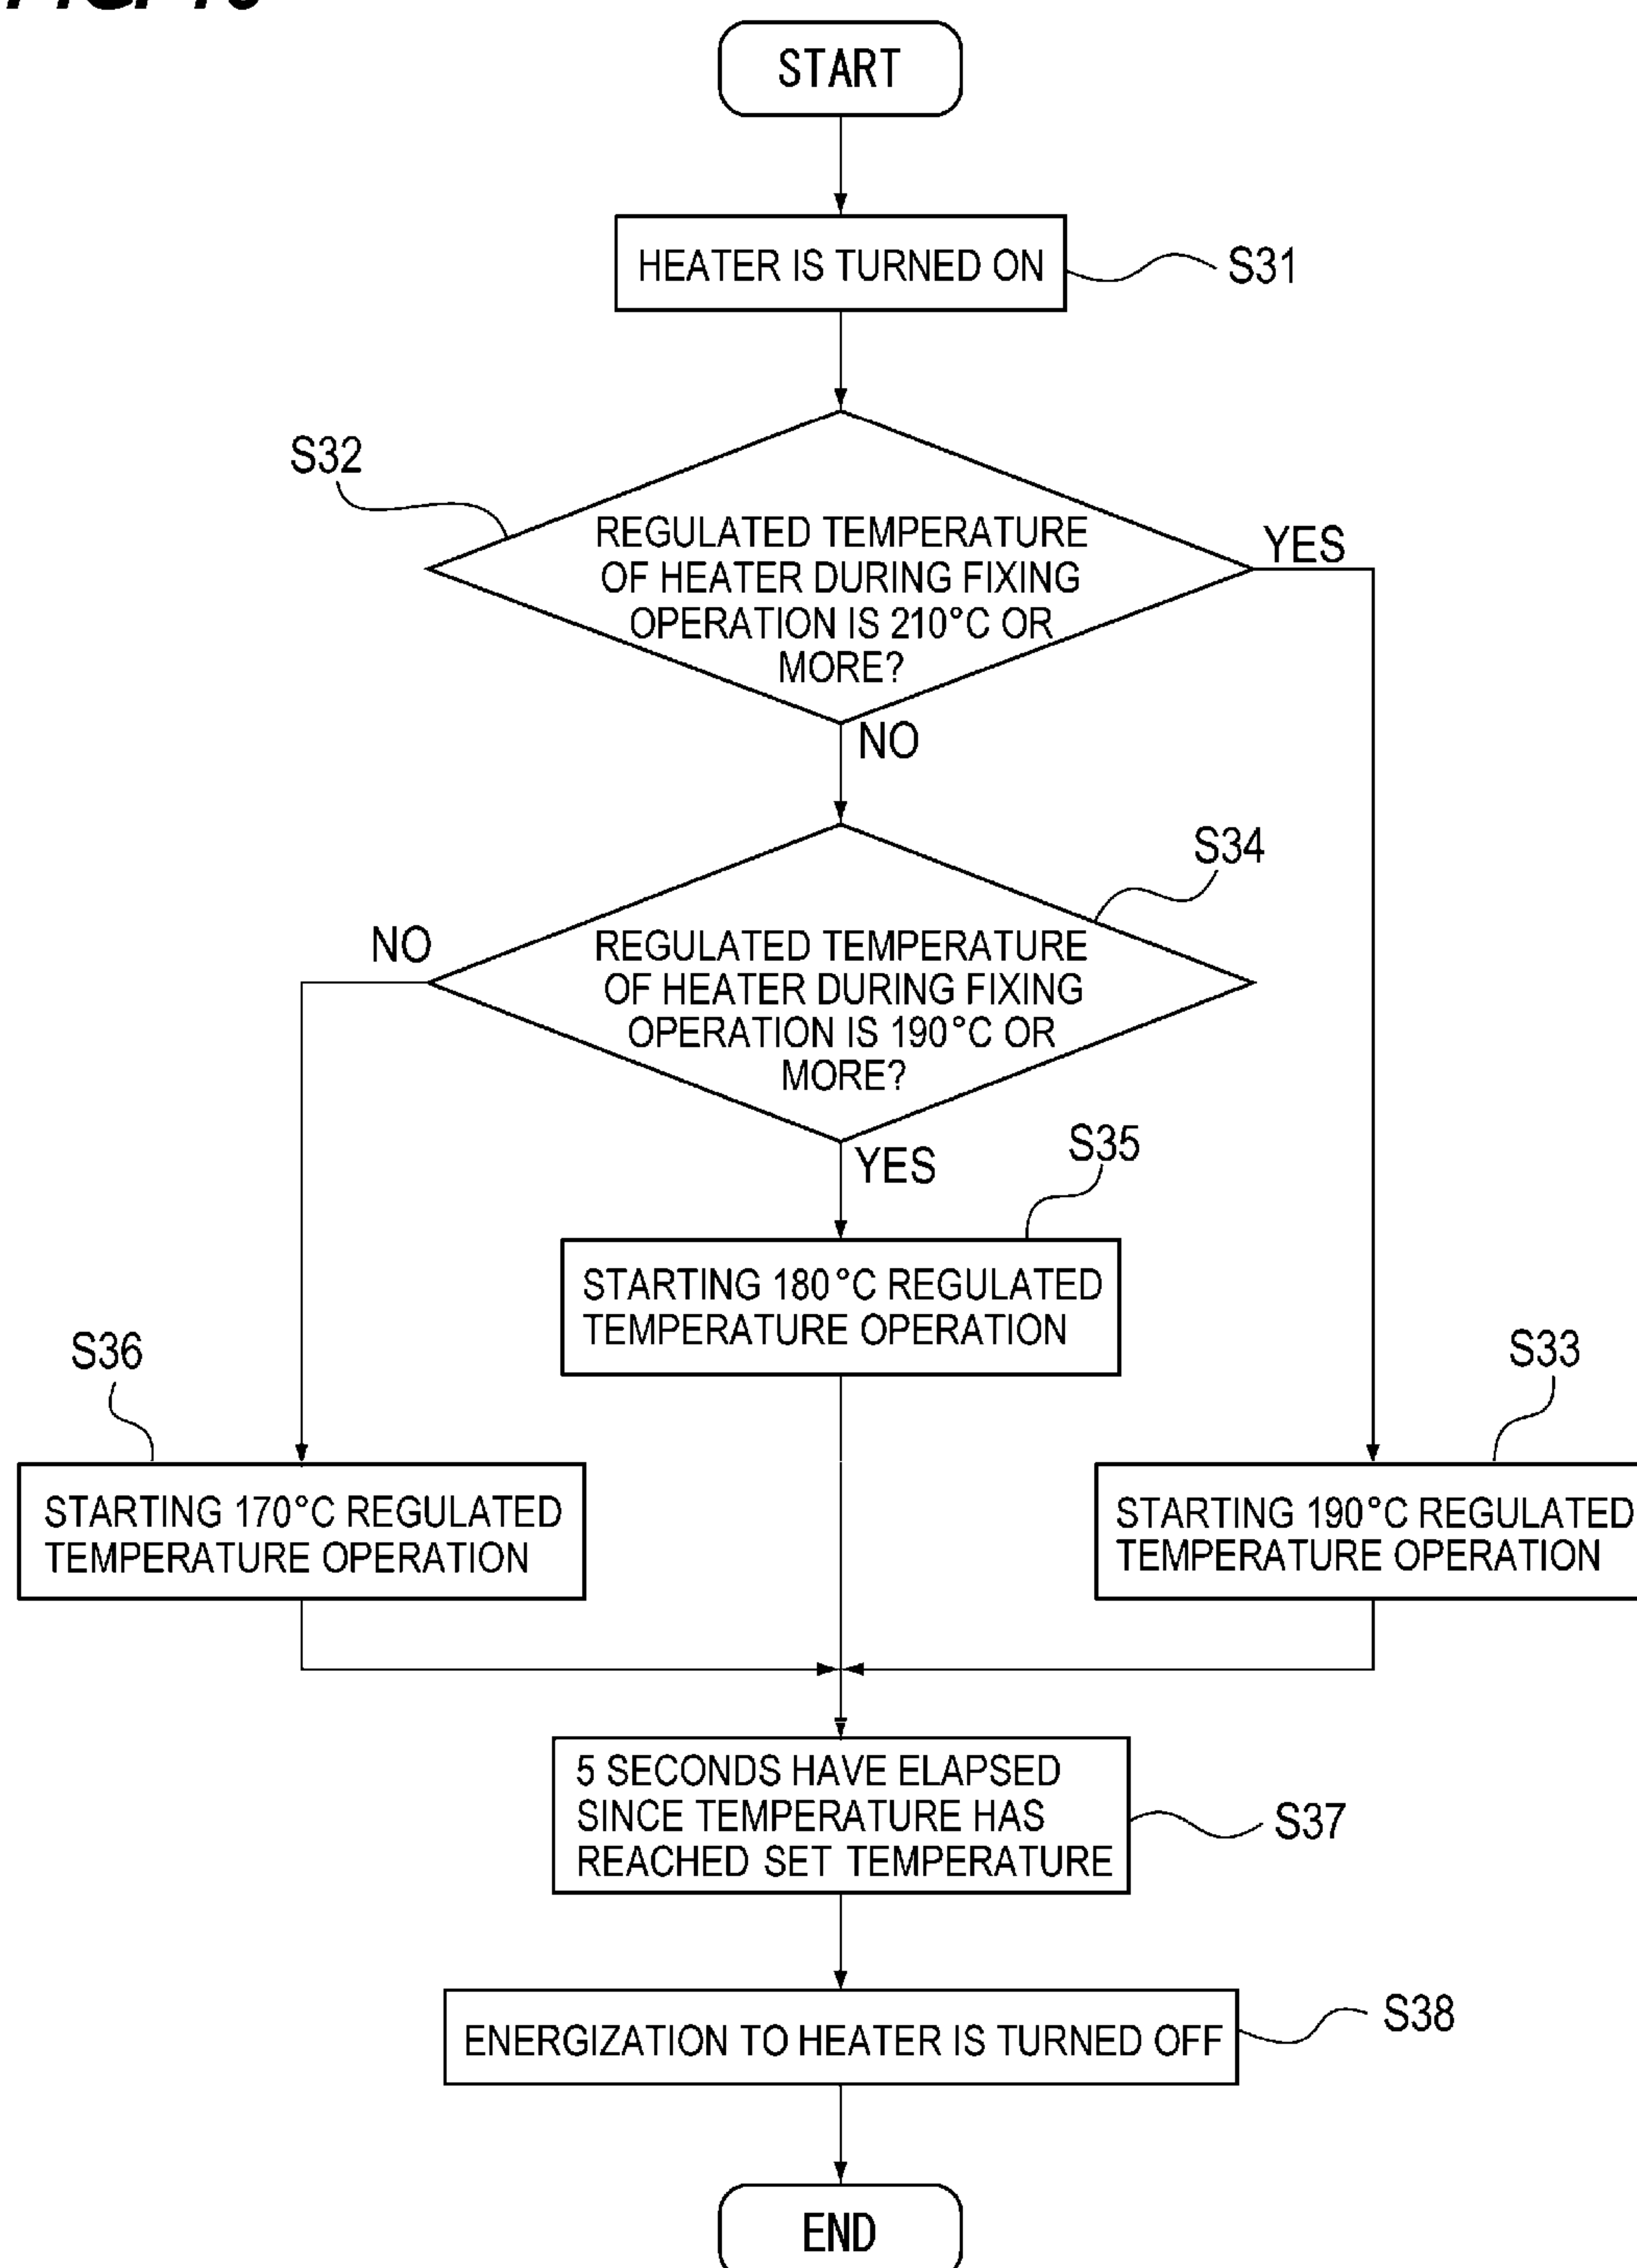 START
HEATER IS TURNED ON
S31
S32
REGULATED TEMPERATURE
OF HEATER DURING FIXING
OPERATION IS 210°C OR
MORE?
YES
NO
S34
NO
REGULATED TEMPERATURE
OF HEATER DURING FIXING
OPERATION IS 190°C OR
MORE?
YES
S35
STARTING 180°C REGULATED
TEMPERATURE OPERATION
S36
STARTING 170°C REGULATED
TEMPERATURE OPERATION
S33
STARTING 190°C REGULATED
TEMPERATURE OPERATION
5 SECONDS HAVE ELAPSED
SINCE TEMPERATURE HAS
REACHED SET TEMPERATURE
S37
ENERGIZATION TO HEATER IS TURNED OFF
S38
END